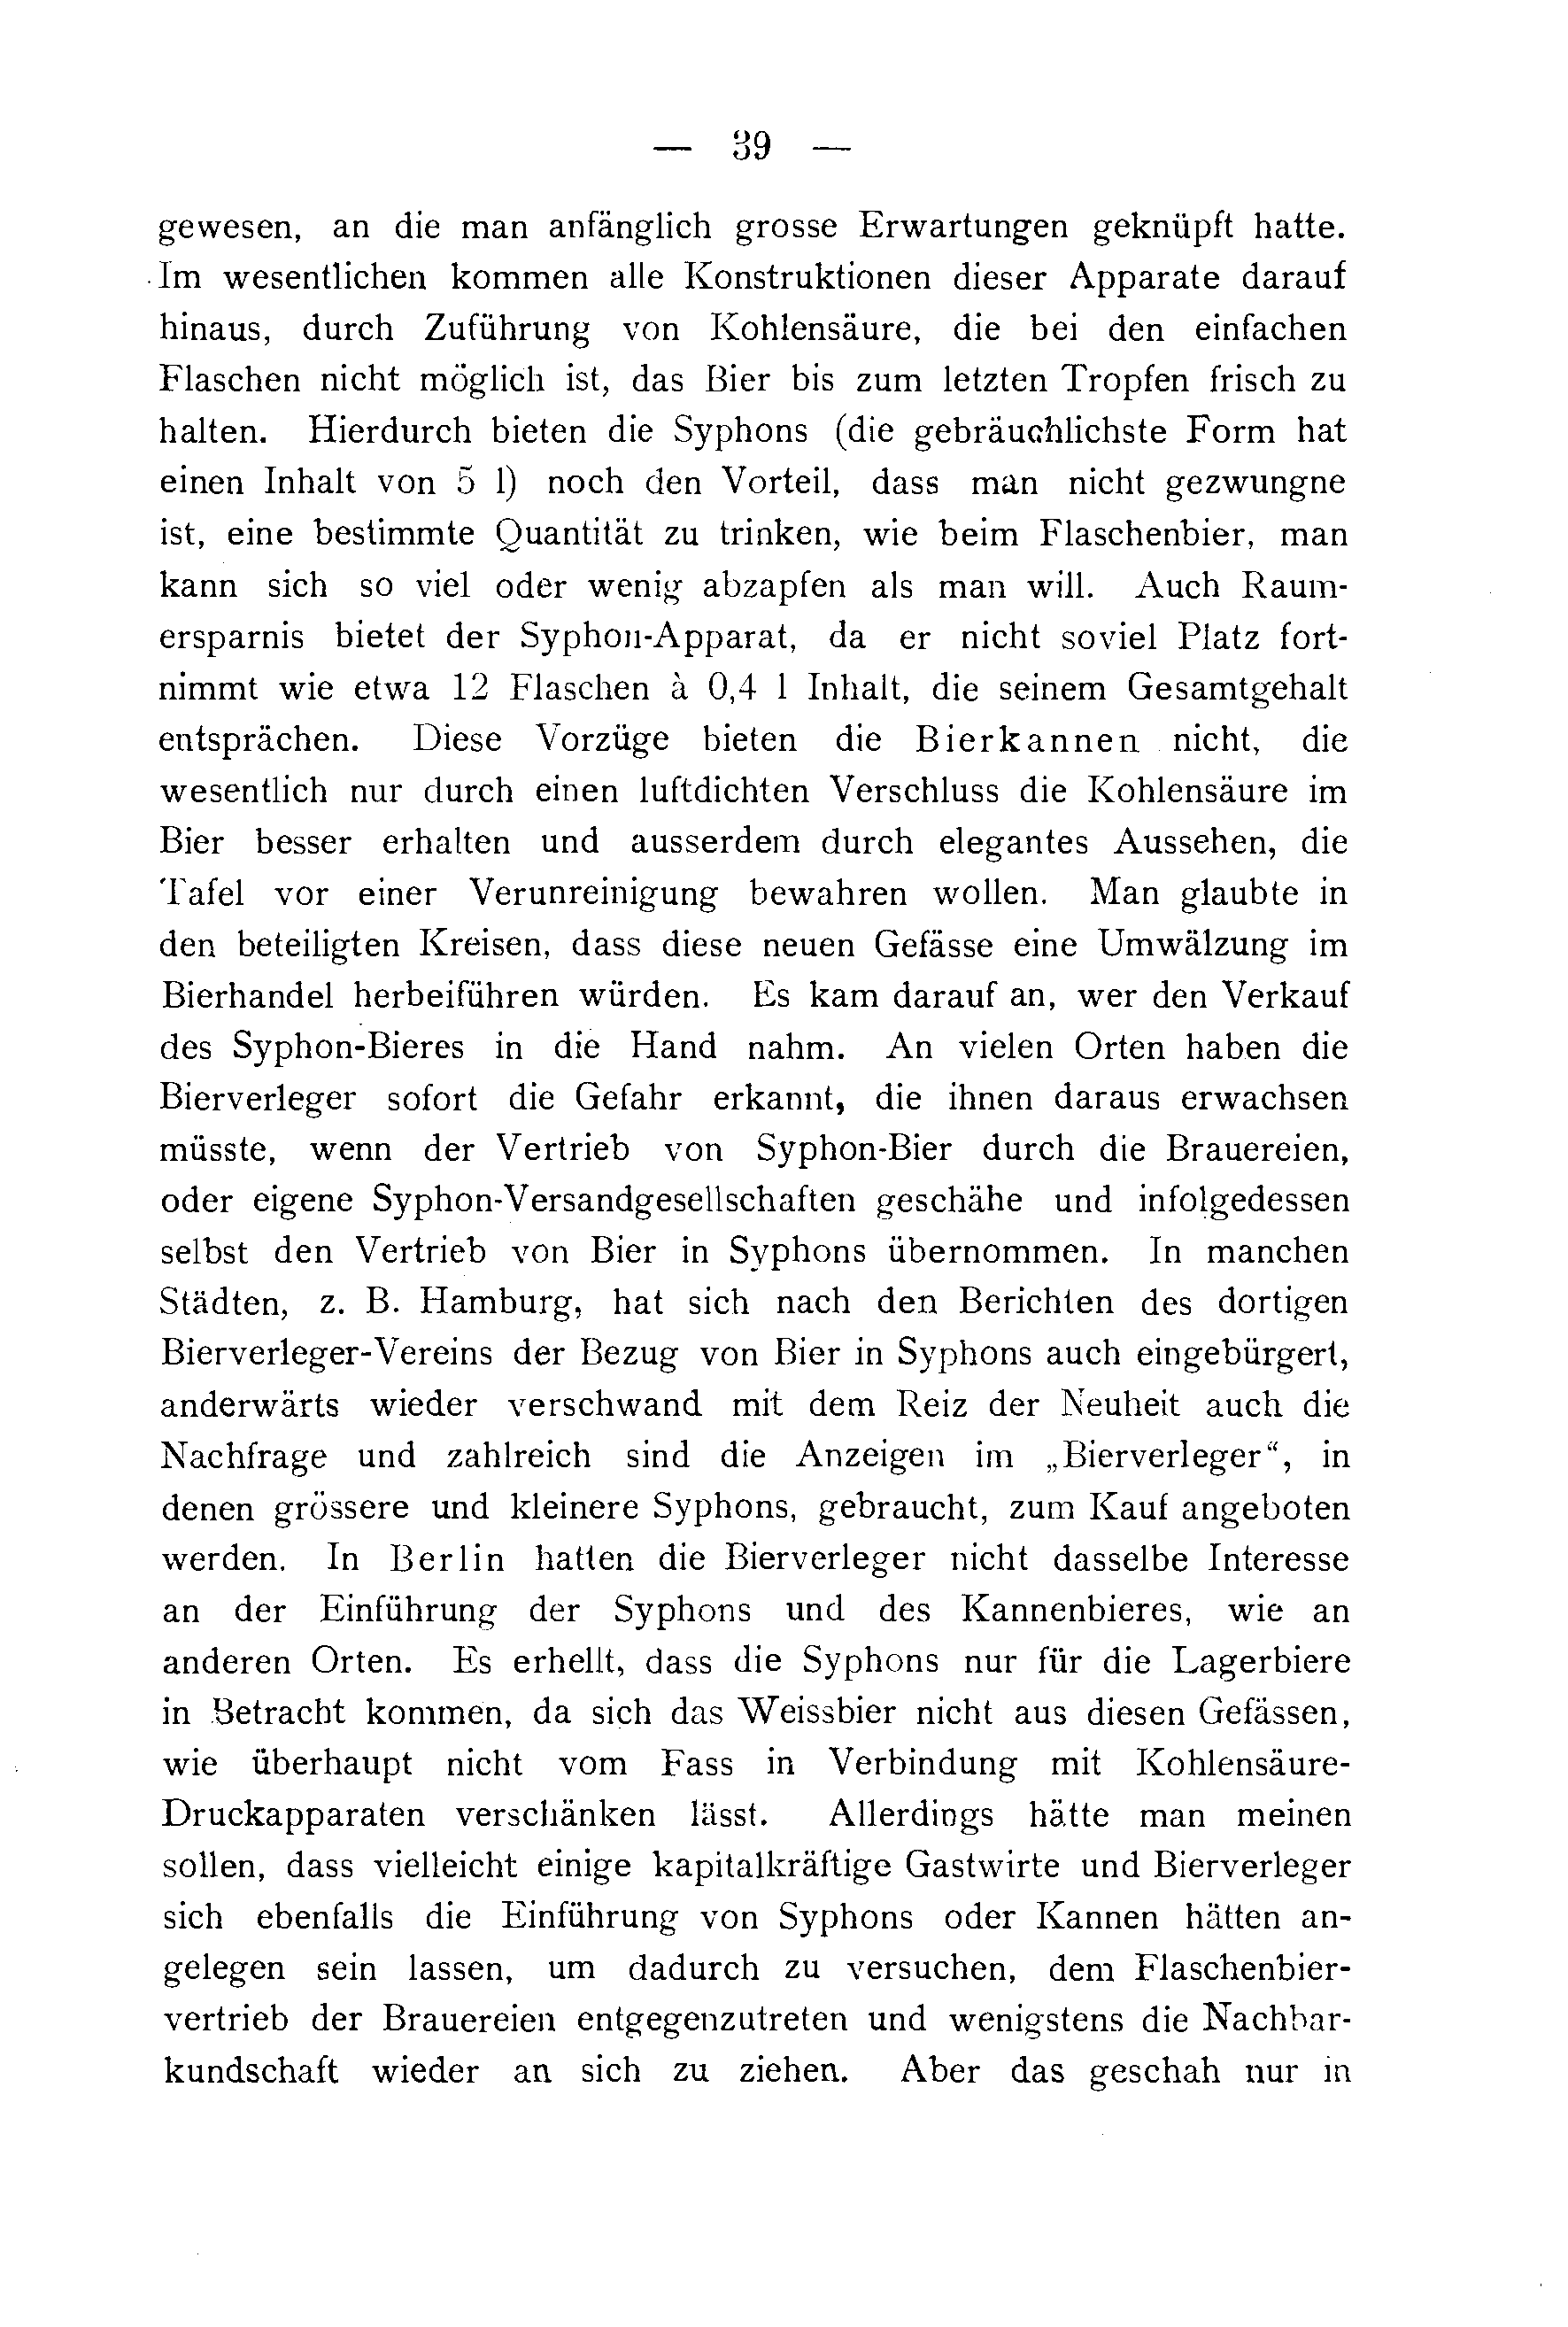 — 39 —
gewesen, an die man anfänglich grosse Erwartungen geknüpft hatte.
Im wesentlichen kommen alle Konstruktionen dieser Apparate darauf
hinaus, durch Zuführung von Kohlensäure, die bei den einfachen
Flaschen nicht möglich ist, das Bier bis zum letzten Tropfen frisch zu
halten. Hierdurch bieten die Syphons (die gebräuchlichste Form hat
einen Inhalt von 5 l) noch den Vorteil, dass man nicht gezwungne
ist, eine bestimmte Quantität zu trinken, wie beim Flaschenbier, man
kann sich so viel oder wenig abzapfen als man will. Auch Raum-
ersparnis bietet der Syphon-Apparat, da er nicht soviel Platz fort-
nimmt wie etwa 12 Flaschen à 0,4 l Inhalt, die seinem Gesamtgehalt
entsprächen. Diese Vorzüge bieten die Bierkannen nicht, die
wesentlich nur durch einen luftdichten Verschluss die Kohlensäure im
Bier besser erhalten und ausserdem durch elegantes Aussehen, die
Tafel vor einer Verunreinigung bewahren wollen. Man glaubte in
den beteiligten Kreisen, dass diese neuen Gefässe eine Umwälzung im
Bierhandel herbeiführen würden. Es kam darauf an, wer den Verkauf
des Syphon-Bieres in die Hand nahm. An vielen Orten haben die
Bierverleger sofort die Gefahr erkannt, die ihnen daraus erwachsen
müsste, wenn der Vertrieb von Syphon-Bier durch die Brauereien,
oder eigene Syphon-Versandgesellschaften geschähe und infolgedessen
selbst den Vertrieb von Bier in Syphons übernommen. In manchen
Städten, z. B. Hamburg, hat sich nach den Berichten des dortigen
Bierverleger-Vereins der Bezug von Bier in Syphons auch eingebürgert,
anderwärts wieder verschwand mit dem Reiz der Neuheit auch die
Nachfrage und zahlreich sind die Anzeigen im „Bierverleger“, in
denen grössere und kleinere Syphons, gebraucht, zum Kauf angeboten
werden. In Berlin hatten die Bierverleger nicht dasselbe Interesse
an der Einführung der Syphons und des Kannenbieres, wie an
anderen Orten. Es erhellt, dass die Syphons nur für die Lagerbiere
in Betracht kommen, da sich das Weissbier nicht aus diesen Gefässen,
wie überhaupt nicht vom Fass in Verbindung mit Kohlensäure-
Druckapparaten verschänken lässt. Allerdings hätte man meinen
sollen, dass vielleicht einige kapitalkräftige Gastwirte und Bierverleger
sich ebenfalls die Einführung von Syphons oder Kannen hätten an-
gelegen sein lassen, um dadurch zu versuchen, dem Flaschenbier-
vertrieb der Brauereien entgegenzutreten und wenigstens die Nachbar-
kundschaft wieder an sich zu ziehen. Aber das geschah nur in